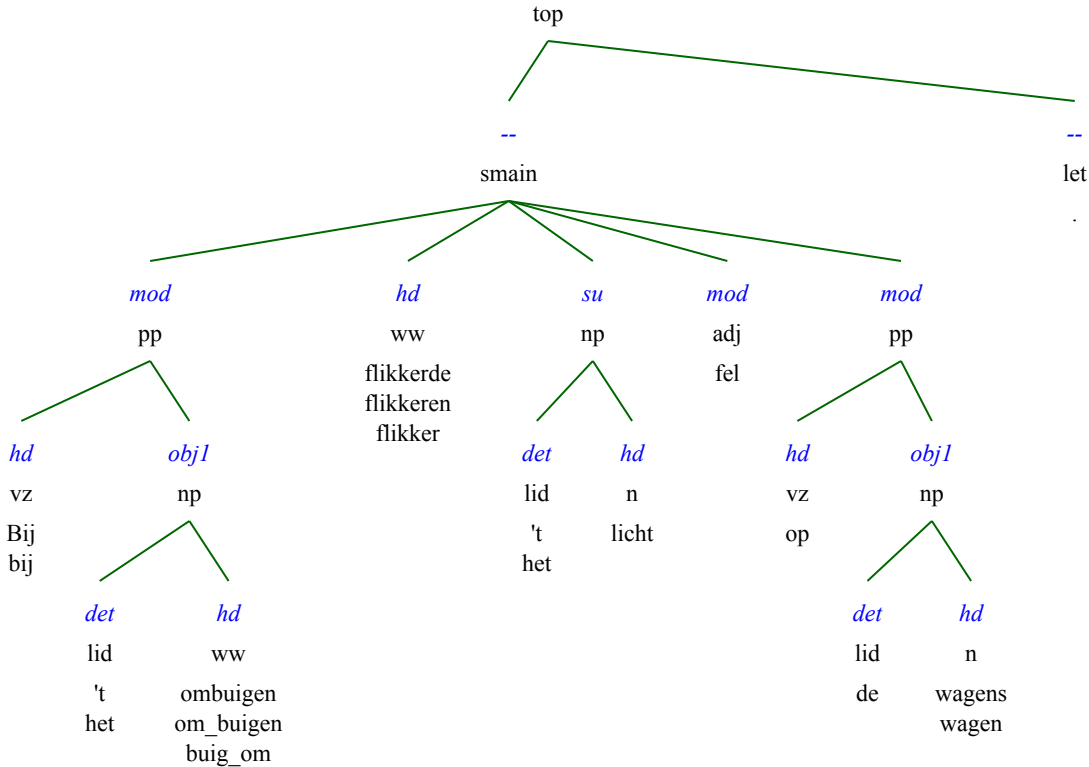 top
-- --
smain let
.
mod hd su mod mod
pp ww np adj pp
flikkerde fel
flikkeren
flikker
hd obj1 det hd hd obj1
vz np lid n vz np
Bij 't licht op
bij het
det hd det hd
lid ww lid n
't ombuigen de wagens
het om_buigen wagen
buig_om